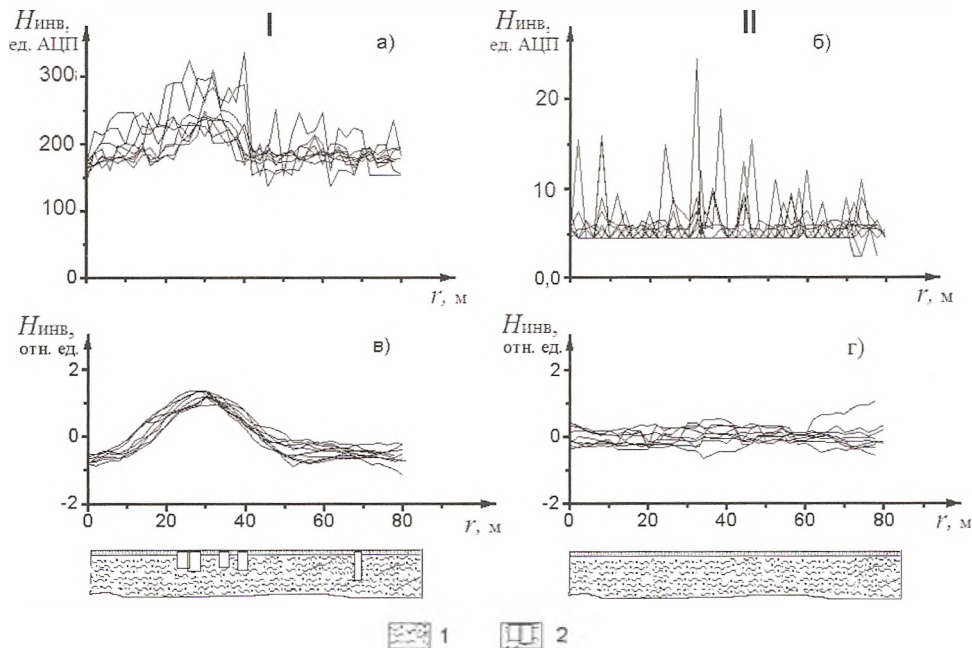 I
Hинв,
ед. АЦП
а)
300
200
100
0
r, м
II
Hинв,
ед. АЦП
б)
20
10
0,0
r, м
Hинв,
отн. ед.
в)
2
0
-2
0 20 40 60 80
r, м
Hинв,
отн. ед.
г)
2
0
-2
0 20 40 60 80
r, м
1 2